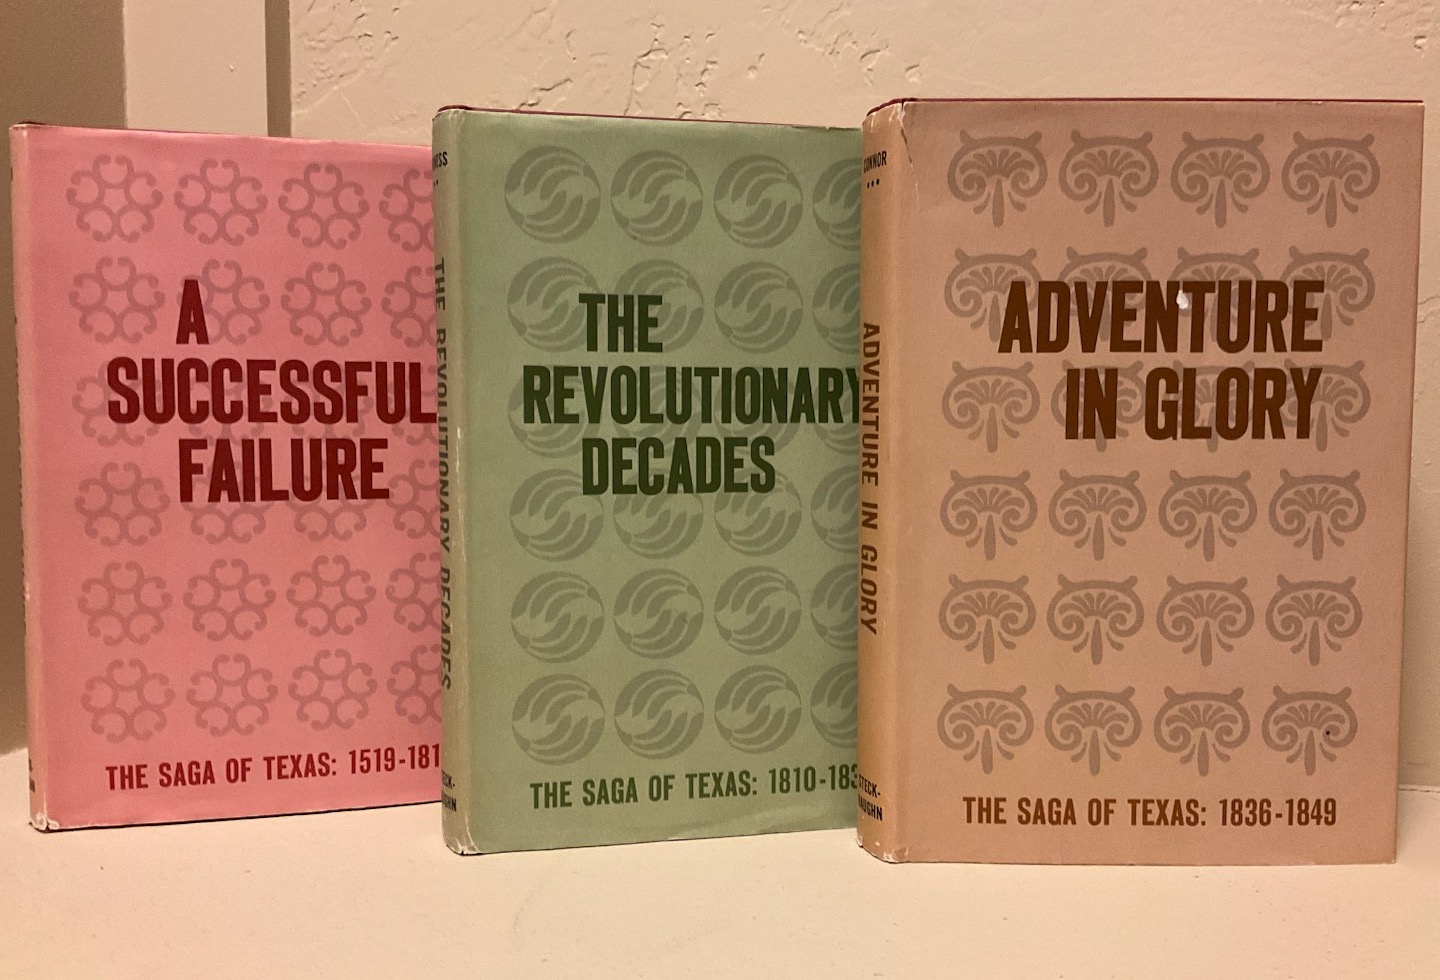 A
SUCCESSFUL
FAILURE
THE SAGA OF TEXAS: 1519-181
THE REVOLUTIONARY DECADES
THE
REVOLUTIONARY
DECADES
THE SAGA OF TEXAS: 1810-183
CONNOR
ADVENTURE IN GLORY
STECK-
VAUGHN
ADVENTURE
IN GLORY
THE SAGA OF TEXAS: 1836-1849